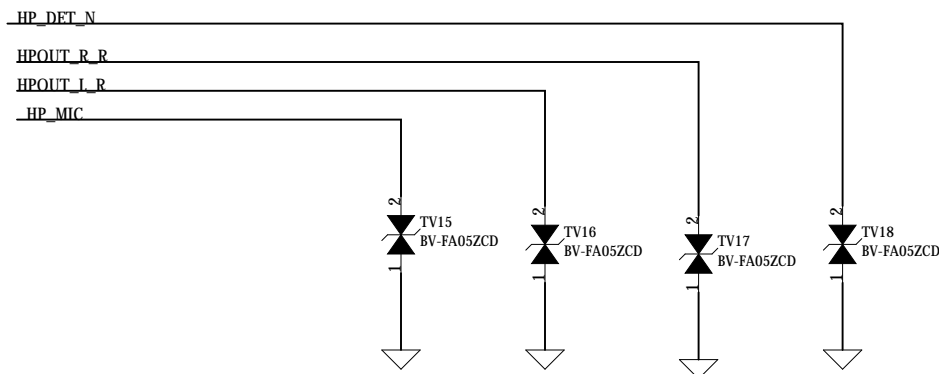 HP_DET_N
HPOUT_R_R
HPOUT_L_R
HP_MIC
2
TV15
BV-FA05ZCD
1
2
TV16
BV-FA05ZCD
1
2
TV17
BV-FA05ZCD
1
2
TV18
BV-FA05ZCD
1